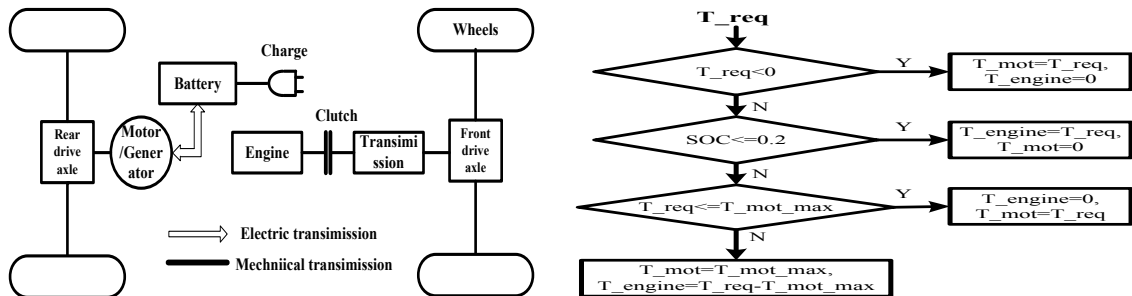 Wheels
Charge
Battery
Clutch
Rear
drive
axle
Motor
/Gener
ator
Engine
Transimi
ission
Front
drive
axle
Electric transimission
Mechniical transimission
T_req
T_req<0
Y
T_mot=T_req,
T_engine=0
N
SOC<=0.2
Y
T_engine=T_req,
T_mot=0
N
T_req<=T_mot_max
Y
T_engine=0,
T_mot=T_req
N
T_mot=T_mot_max,
T_engine=T_req-T_mot_max